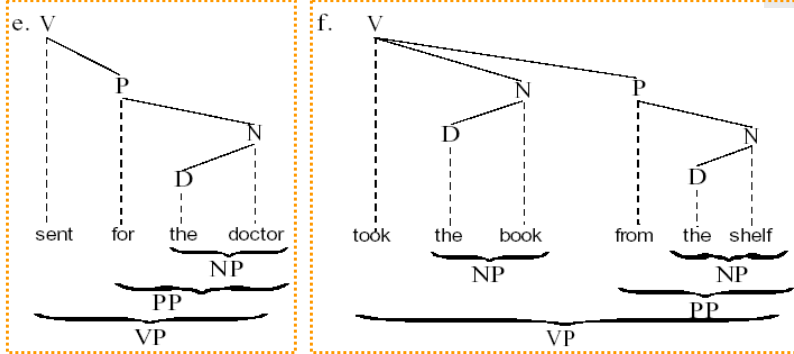 e. V
P
N
D
sent for the doctor
NP
PP
VP
f. V
N P
D N
D
took the book from the shelf
NP NP
PP
VP